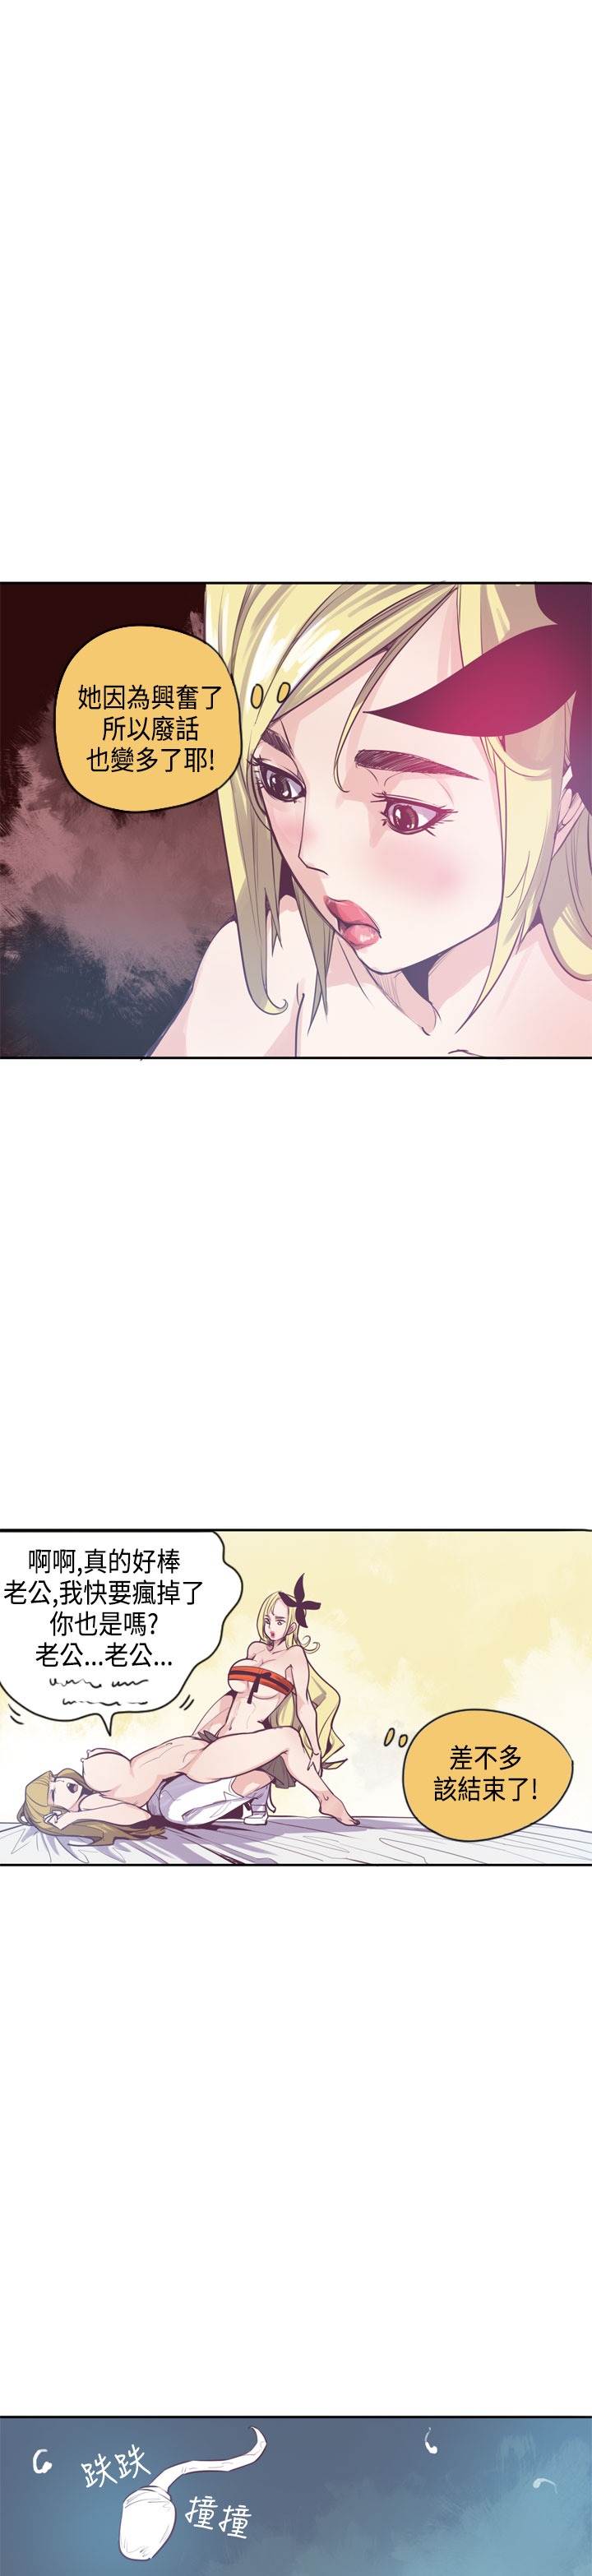 她因為興奮了
所以廢話
也變多了耶!
啊啊,真的好棒
老公,我快要瘋掉了
你也是嗎?
老公...老公...
差不多
該結束了!
跌跌
撞撞